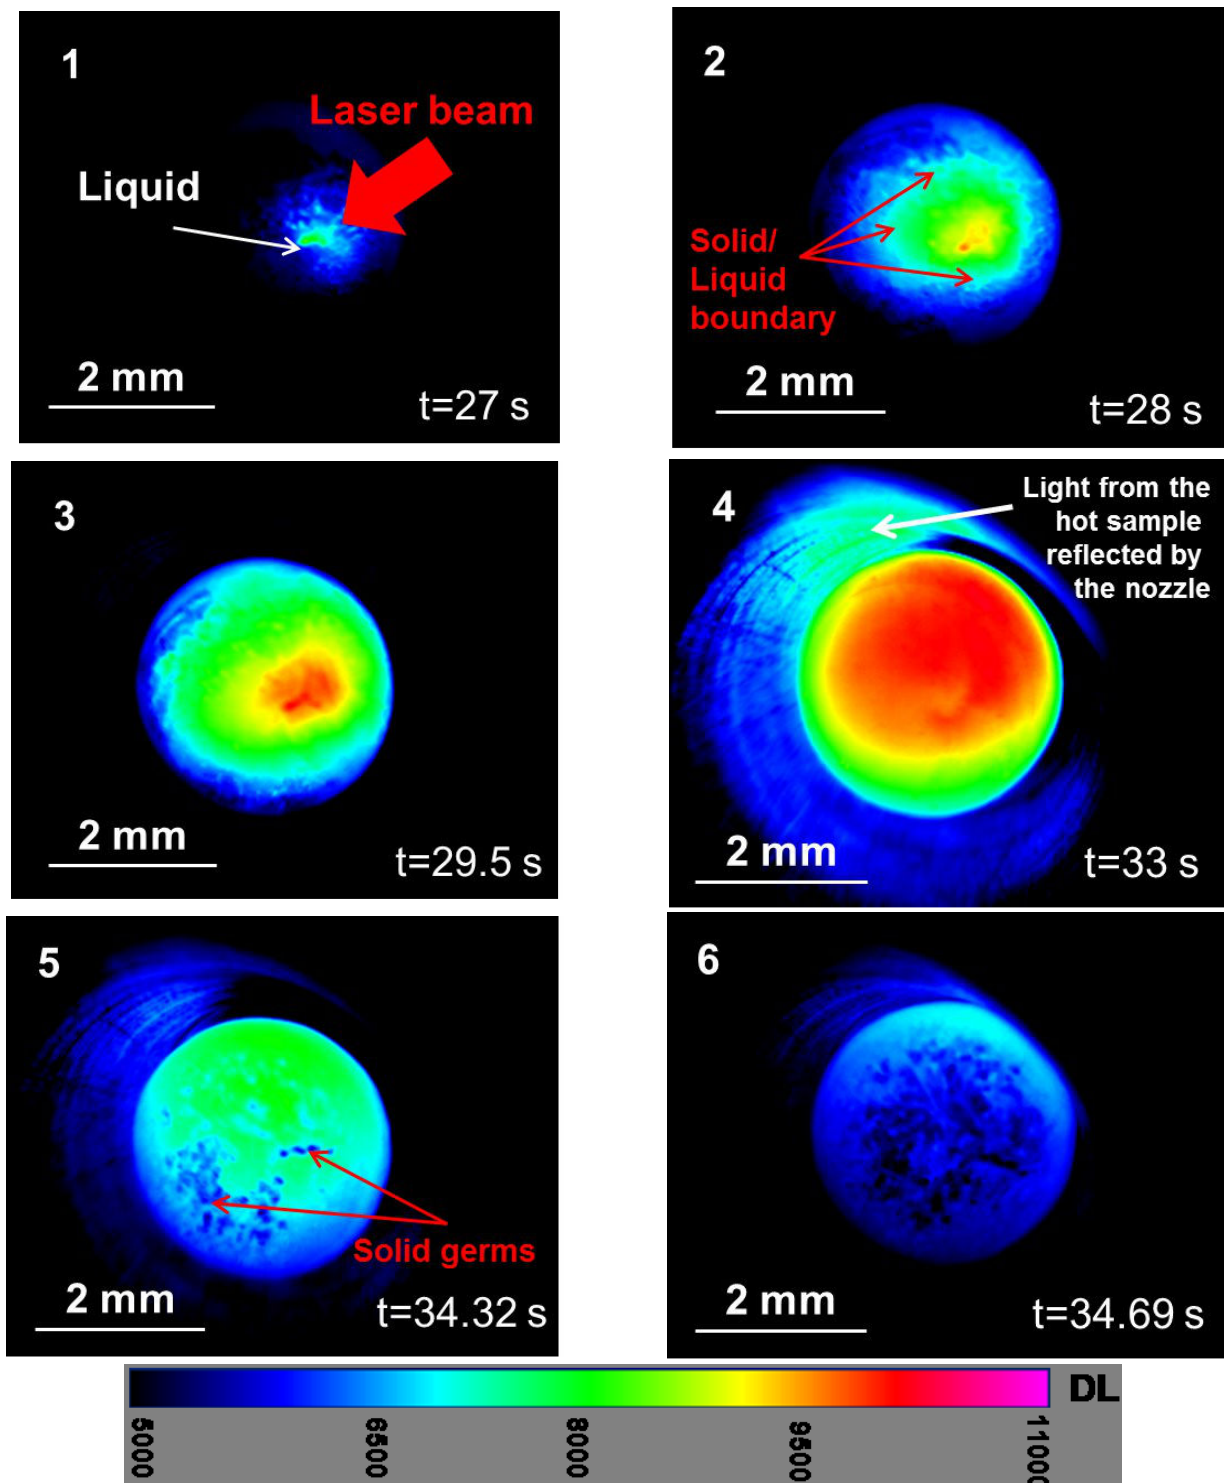 1
Laser beam
Liquid
2 mm
t=27 s
2
Solid/
Liquid
boundary
2 mm
t=28 s
3
2 mm
t=29.5 s
4
Light from the
hot sample
reflected by
the nozzle
2 mm
t=33 s
5
Solid germs
2 mm
t=34.32 s
6
2 mm
t=34.69 s
5000
6500
8000
9500
11000
DL